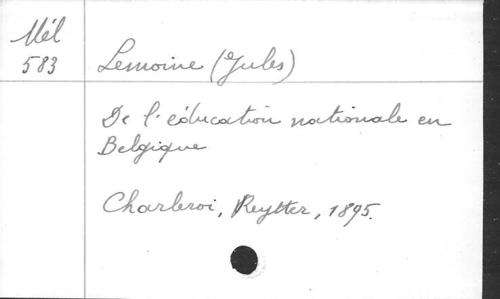 Mél
583
Lemoine (Jules)
De l'éducation nationale en
Belgique
Charleroi, Reytter, 1895.